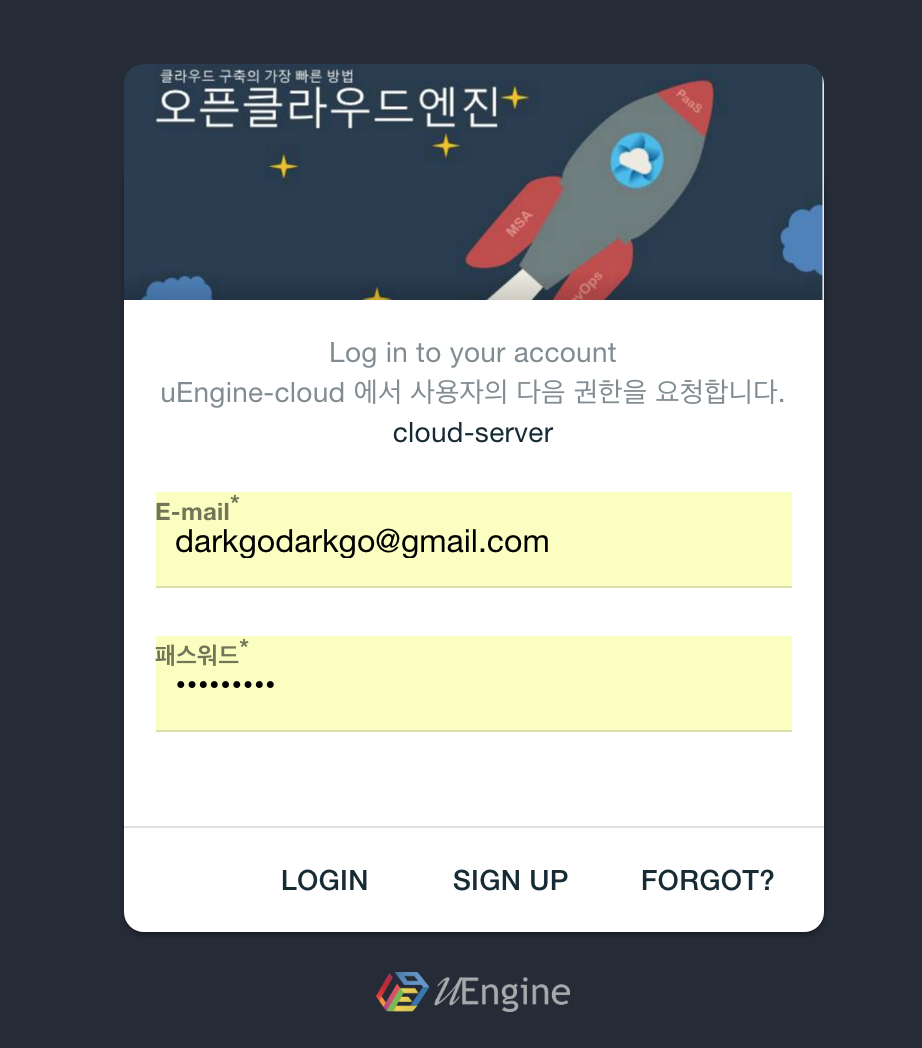 클라우드 구축의 가장 빠른 방법
오픈클라우드엔진
PaaS
MSA
vOps
Log in to your account
uEngine-cloud 에서 사용자의 다음 권한을 요청합니다.
cloud-server
E-mail*
darkgodarkgo@gmail.com
패스워드*
•••••••••
LOGIN SIGN UP FORGOT?
uEngine